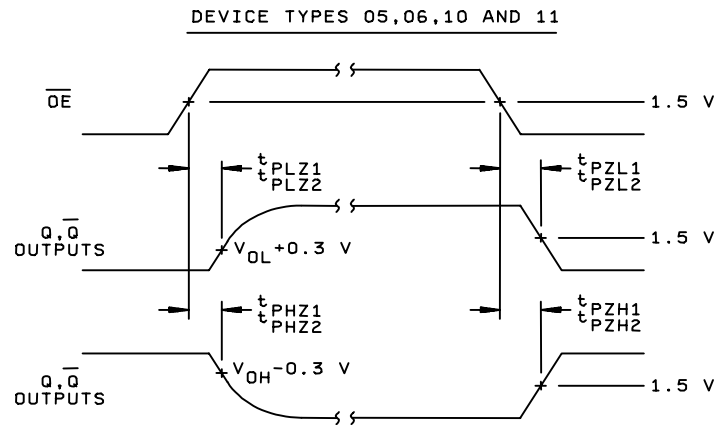 DEVICE TYPES 05,06,10 AND 11
O̅E̅
1.5 V
tPLZ1
tPLZ2
tPZL1
tPZL2
Q,Q̅
OUTPUTS
VOL+0.3 V
1.5 V
tPHZ1
tPHZ2
tPZH1
tPZH2
Q,Q̅
OUTPUTS
VOH-0.3 V
1.5 V